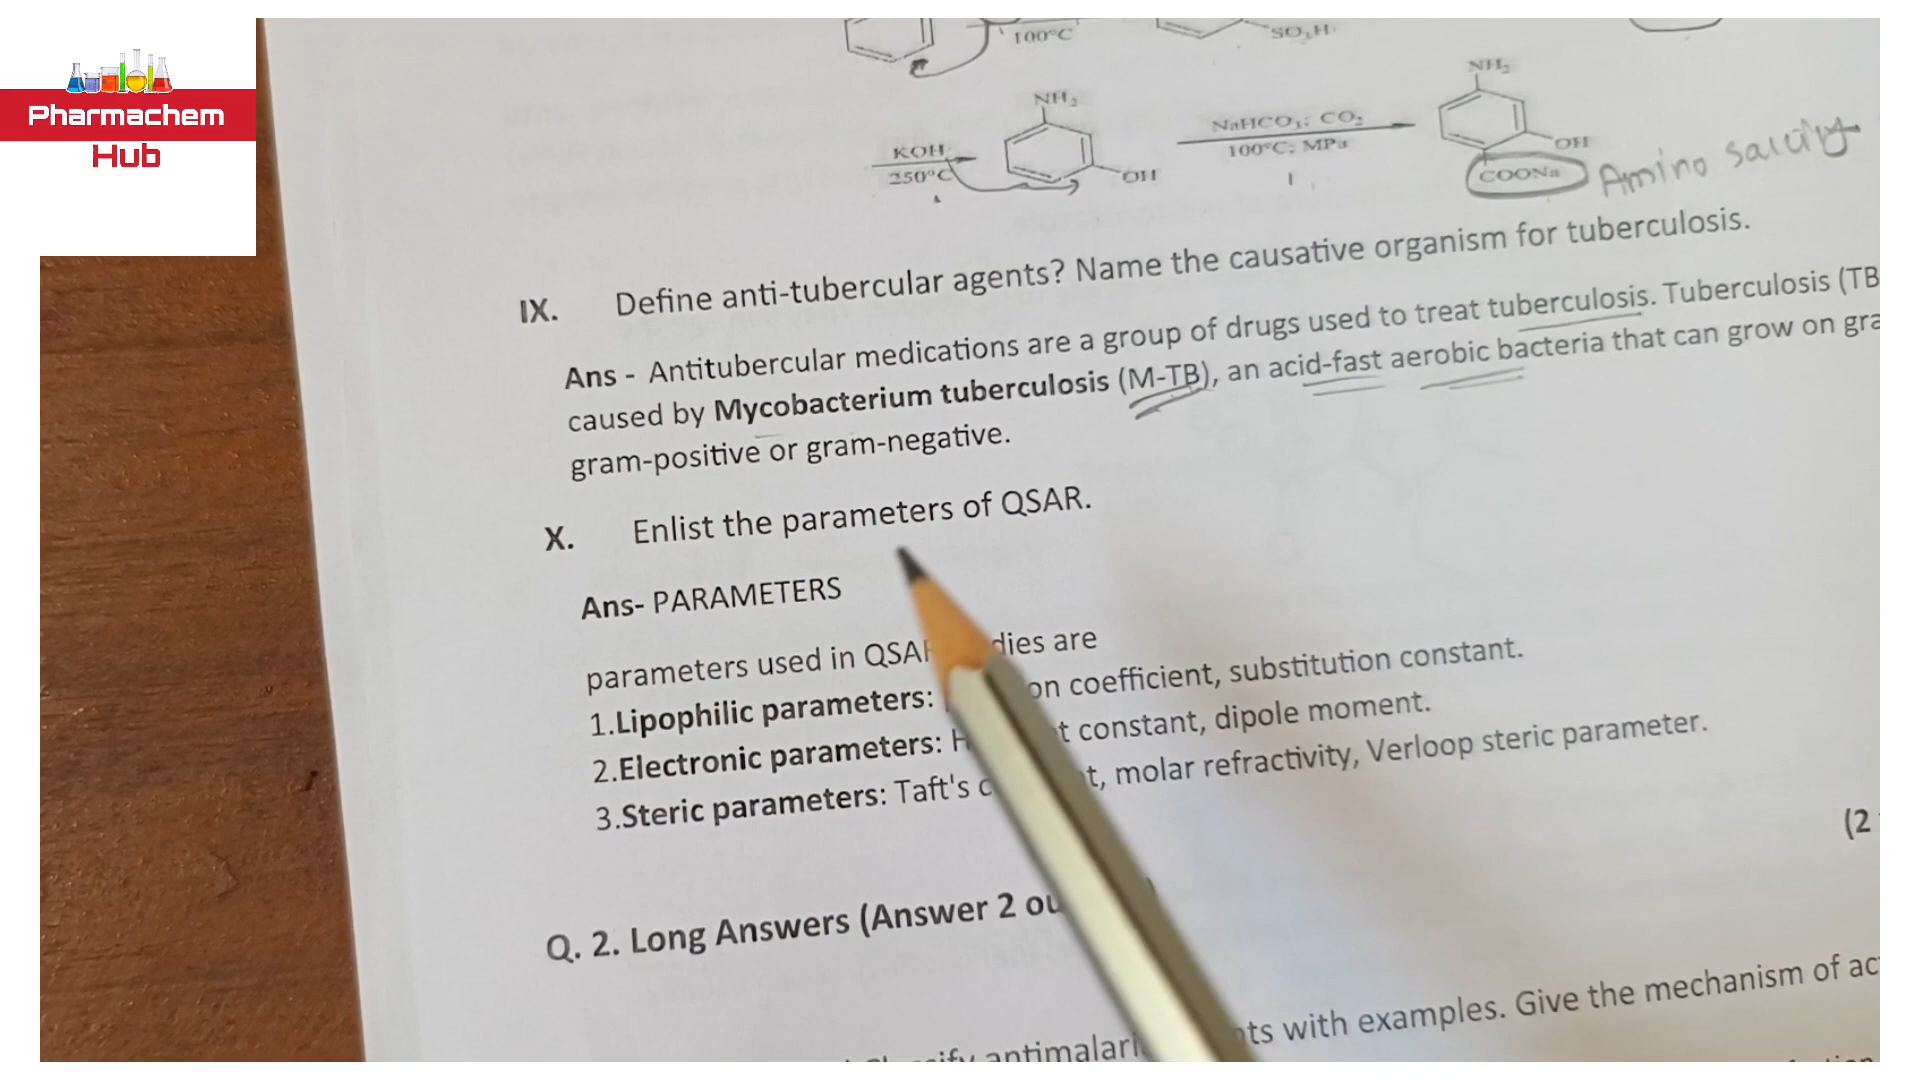 Pharmachem
Hub
100°C
SO₃H
NH₂
KOH
250°C
OH
NaHCO₃; CO₂
100°C; MPa
NH₂
OH
COONa
Amino
IX. Define anti-tubercular agents? Name the causative organism for tuberculosis.
Ans - Antitubercular medications are a group of drugs used to treat tuberculosis. Tuberculosis (TB
caused by Mycobacterium tuberculosis (M-TB), an acid-fast aerobic bacteria that can grow on gra
gram-positive or gram-negative.
X. Enlist the parameters of QSAR.
Ans- PARAMETERS
parameters used in QSA dies are
1.Lipophilic parameters: on coefficient, substitution constant.
2.Electronic parameters: H t constant, dipole moment.
3.Steric parameters: Taft's c t, molar refractivity, Verloop steric parameter.
(2
Q. 2. Long Answers (Answer 2 ou )
antimalari ts with examples. Give the mechanism of ac